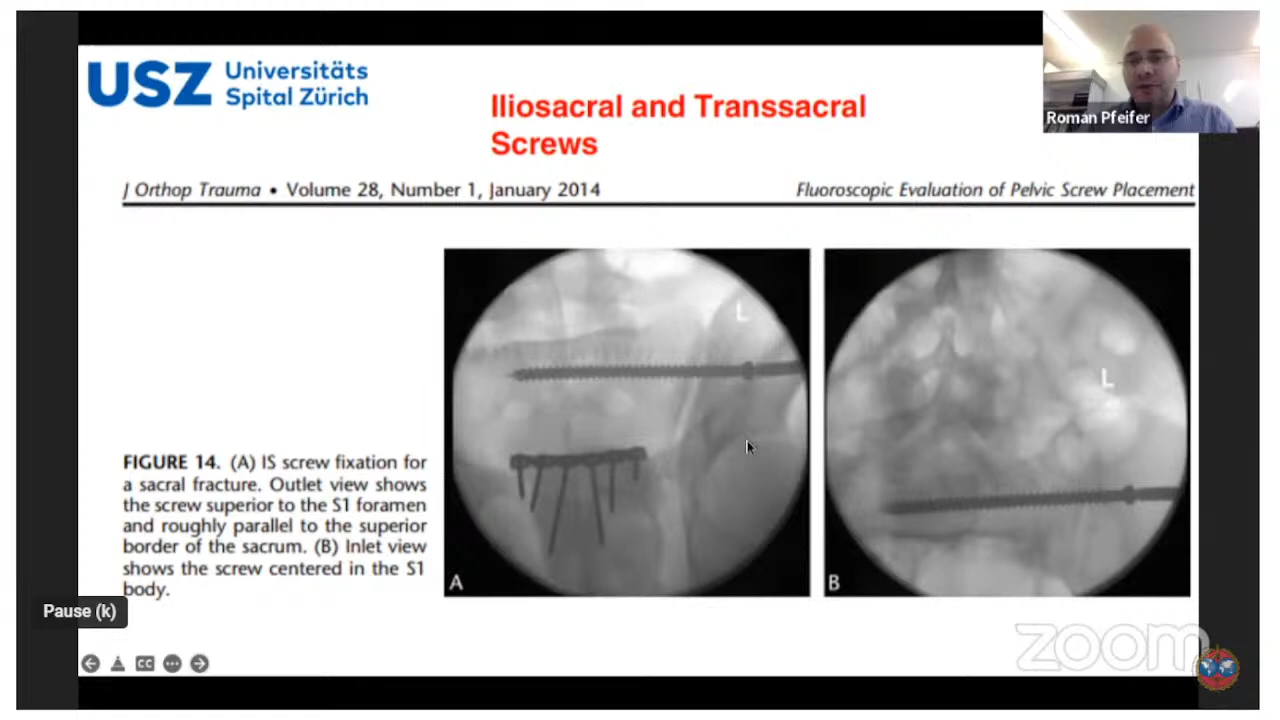 USZ Universitäts
Spital Zürich
Iliosacral and Transsacral
Screws
Roman Pfeifer
J Orthop Trauma • Volume 28, Number 1, January 2014
Fluoroscopic Evaluation of Pelvic Screw Placement
L
L
FIGURE 14. (A) IS screw fixation for
a sacral fracture. Outlet view shows
the screw superior to the S1 foramen
and roughly parallel to the superior
border of the sacrum. (B) Inlet view
shows the screw centered in the S1
body.
A
B
Pause (k)
CC
zoom